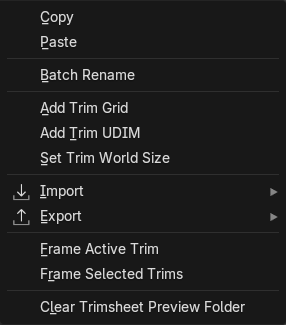 Copy
Paste
Batch Rename
Add Trim Grid
Add Trim UDIM
Set Trim World Size
Import
Export
Frame Active Trim
Frame Selected Trims
Clear Trimsheet Preview Folder